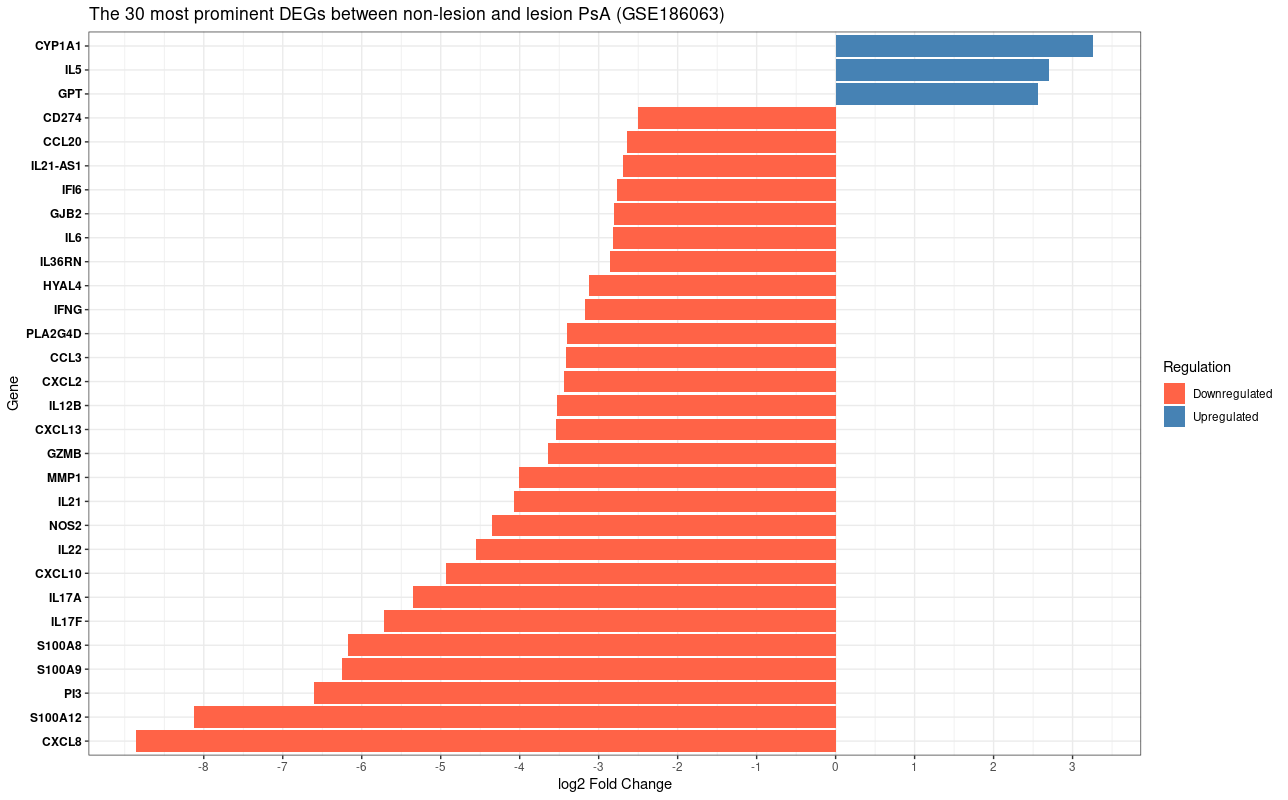 The 30 most prominent DEGs between non-lesion and lesion PsA (GSE186063)
CYP1A1
IL5
GPT
CD274
CCL20
IL21-AS1
IFI6
GJB2
IL6
IL36RN
HYAL4
IFNG
PLA2G4D
CCL3
CXCL2
IL12B
CXCL13
GZMB
MMP1
IL21
NOS2
IL22
CXCL10
IL17A
IL17F
S100A8
S100A9
PI3
S100A12
CXCL8
Gene
-8 -7 -6 -5 -4 -3 -2 -1 0 1 2 3
log2 Fold Change
Regulation
Downregulated
Upregulated